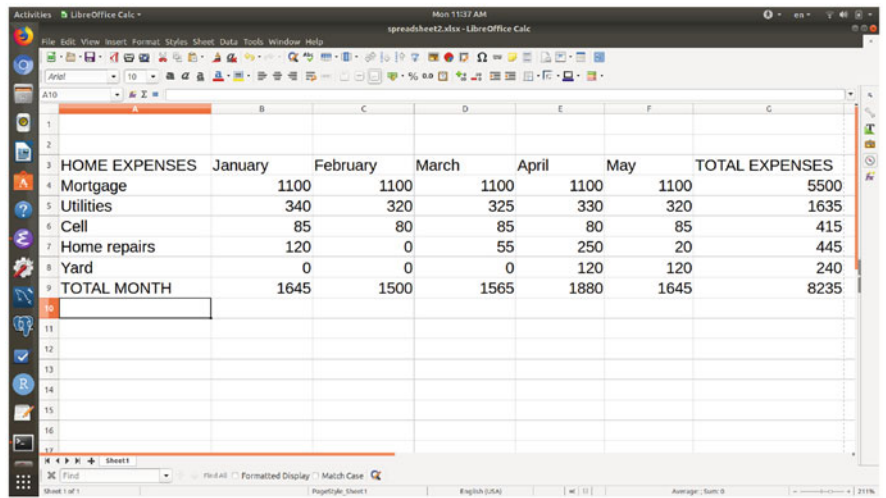 Activities LibreOffice Calc Mon 11:37 AM en
spreadsheet2.xlsx - LibreOffice Calc
File Edit View Insert Format Styles Sheet Data Tools Window Help
Arial 10
A10
A B C D E F G
1
2
3 HOME EXPENSES January February March April May TOTAL EXPENSES
4 Mortgage 1100 1100 1100 1100 1100 5500
5 Utilities 340 320 325 330 320 1635
6 Cell 85 80 85 80 85 415
7 Home repairs 120 0 55 250 20 445
8 Yard 0 0 0 120 120 240
9 TOTAL MONTH 1645 1500 1565 1880 1645 8235
10
11
12
13
14
15
16
17
Sheet1
Find Find All Formatted Display Match Case
Sheet 1 of 1 PageStyle_Sheet1 English (USA) Average: ; Sum: 0 211%